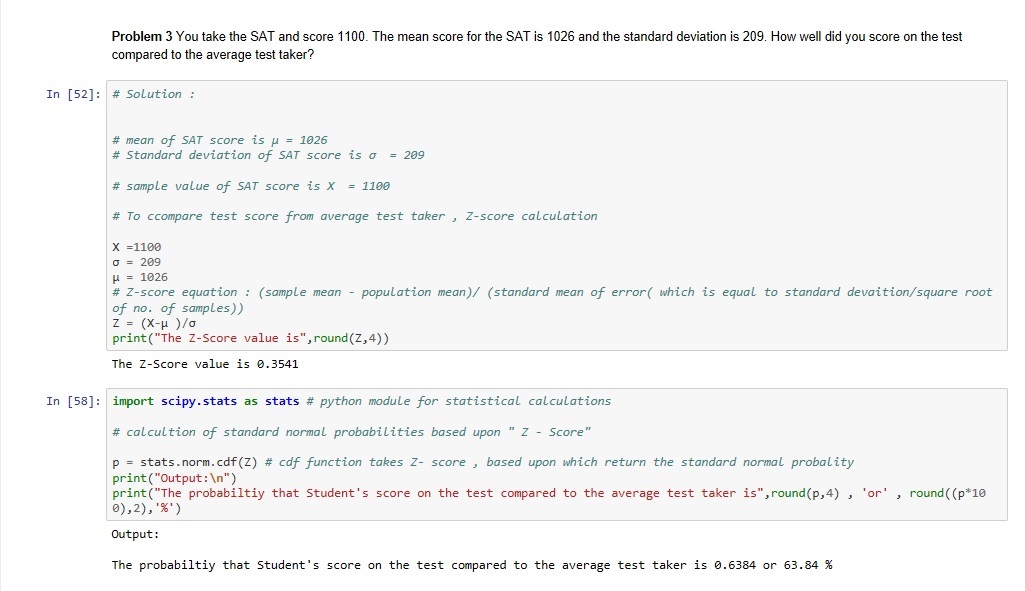 Problem 3 You take the SAT and score 1100. The mean score for the SAT is 1026 and the standard deviation is 209. How well did you score on the test
compared to the average test taker?
In [52]: # Solution :
# mean of SAT score is μ = 1026
# Standard deviation of SAT score is σ = 209
# sample value of SAT score is X = 1100
# To ccompare test score from average test taker , Z-score calculation
X =1100
σ = 209
μ = 1026
# Z-score equation : (sample mean - population mean)/ (standard mean of error( which is equal to standard devaition/square root
of no. of samples))
Z = (X-μ )/σ
print("The Z-Score value is",round(Z,4))
The Z-Score value is 0.3541
In [58]: import scipy.stats as stats # python module for statistical calculations
# calcultion of standard normal probabilities based upon " Z - Score"
p = stats.norm.cdf(Z) # cdf function takes Z- score , based upon which return the standard normal probality
print("Output:\n")
print("The probabiltiy that Student's score on the test compared to the average test taker is",round(p,4) , 'or' , round((p*10
0),2),'%')
Output:
The probabiltiy that Student's score on the test compared to the average test taker is 0.6384 or 63.84 %